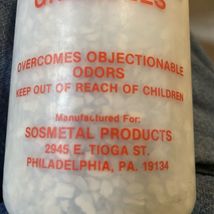 OVERCOMES OBJECTIONABLE
ODORS
KEEP OUT OF REACH OF CHILDREN
Manufactured For:
SOSMETAL PRODUCTS
2945 E. TIOGA ST.
PHILADELPHIA, PA. 19134